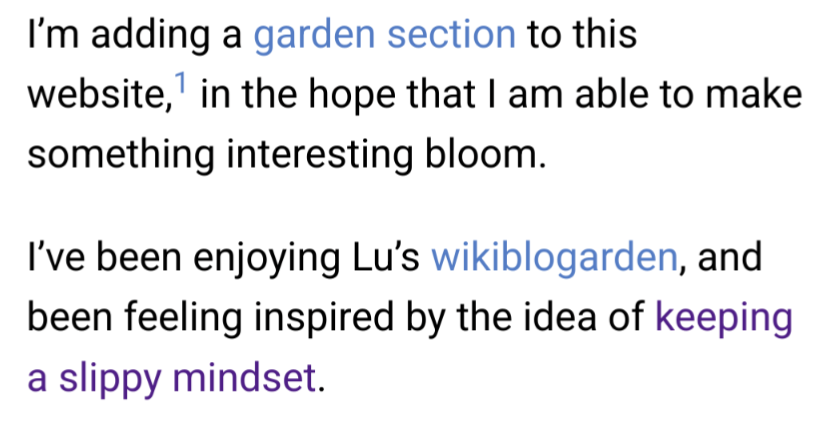 I’m adding a garden section to this
website,¹ in the hope that I am able to make
something interesting bloom.
I’ve been enjoying Lu’s wikiblogarden, and
been feeling inspired by the idea of keeping
a slippy mindset.